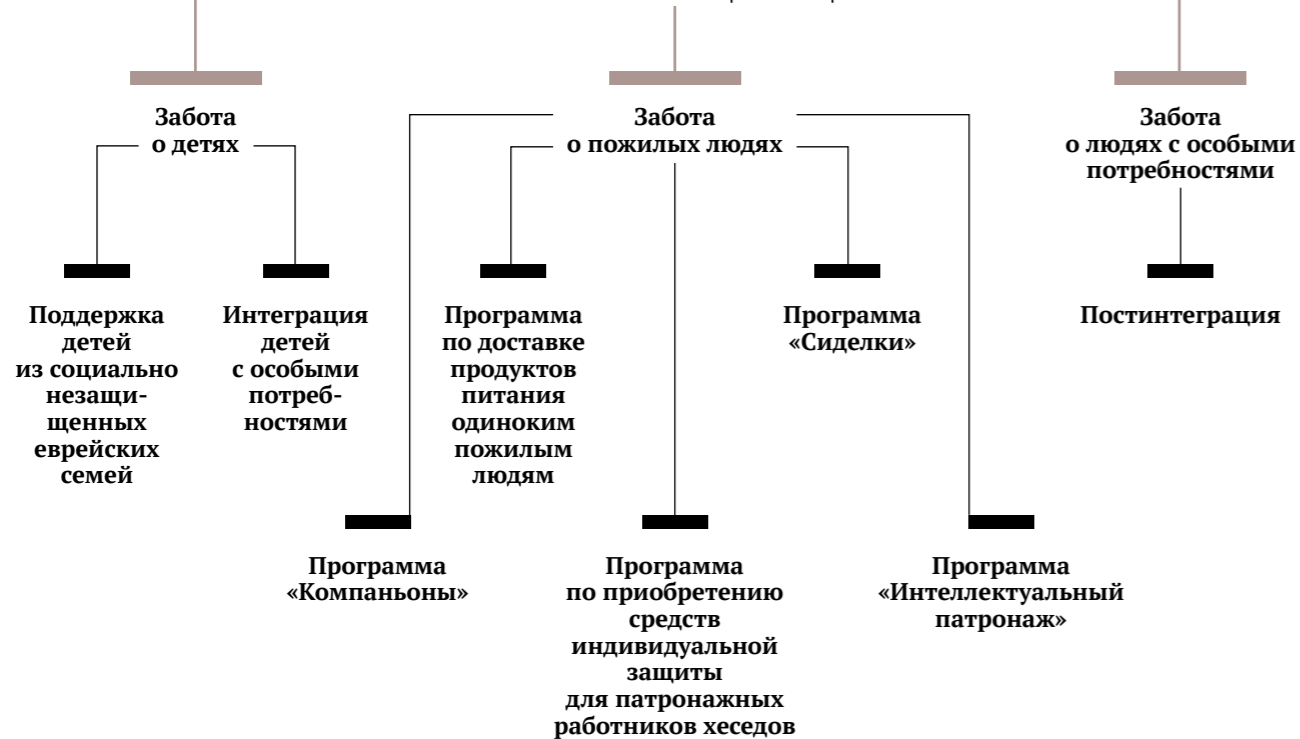 Забота
о детях
Забота
о пожилых людях
Забота
о людях с особыми
потребностями
Поддержка
детей
из социально
незащи-
щенных
еврейских
семей
Интеграция
детей
с особыми
потреб-
ностями
Программа
по доставке
продуктов
питания
одиноким
пожилым
людям
Программа
«Сиделки»
Постинтеграция
Программа
«Компаньоны»
Программа
по приобретению
средств
индивидуальной
защиты
для патронажных
работников хеседов
Программа
«Интеллектуальный
патронаж»